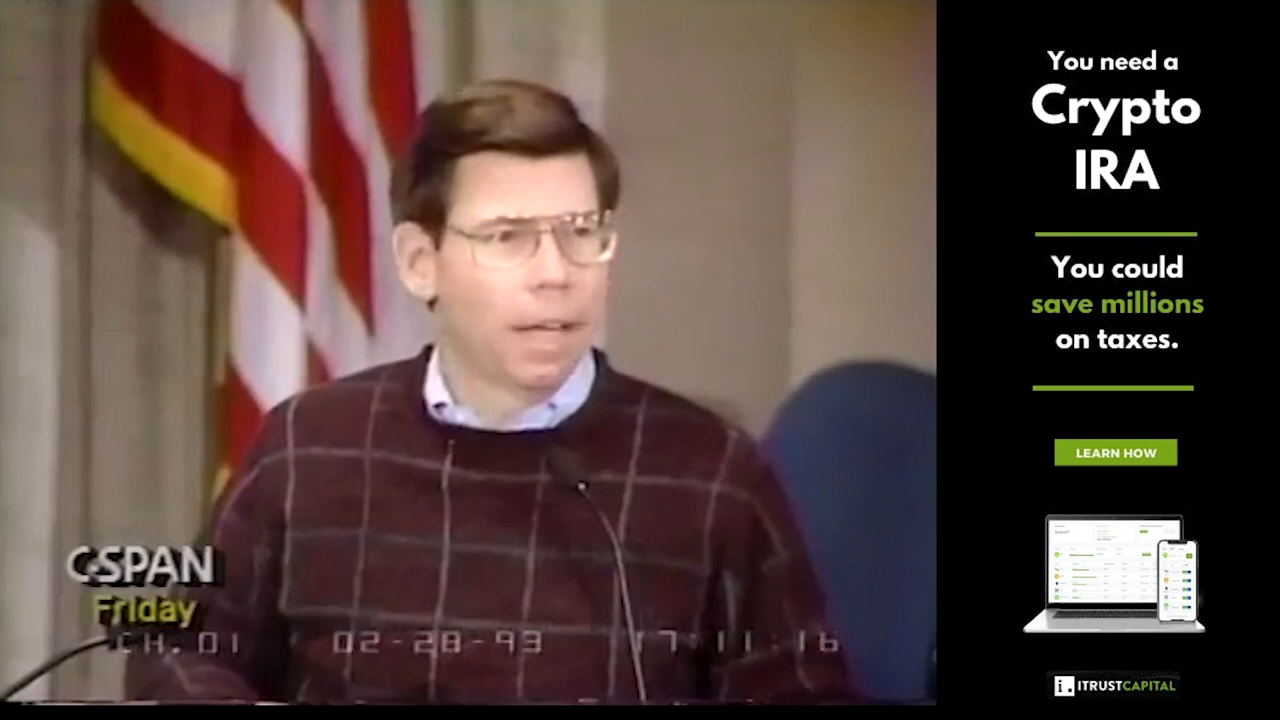 C-SPAN
Friday
CH.01 02-28-93 17:11:16
You need a
Crypto
IRA
You could
save millions
on taxes.
LEARN HOW
i. ITRUSTCAPITAL